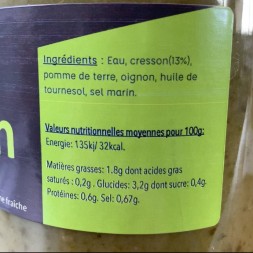 Ingrédients : Eau, cresson(13%),
pomme de terre, oignon, huile de
tournesol, sel marin.
Valeurs nutritionnelles moyennes pour 100g:
Energie: 135kj/ 32kcal.
Matières grasses: 1.8g dont acides gras
saturés : 0,2g . Glucides: 3,2g dont sucre: 0,4g.
Protéines: 0,6g. Sel: 0,67g.
fraîche